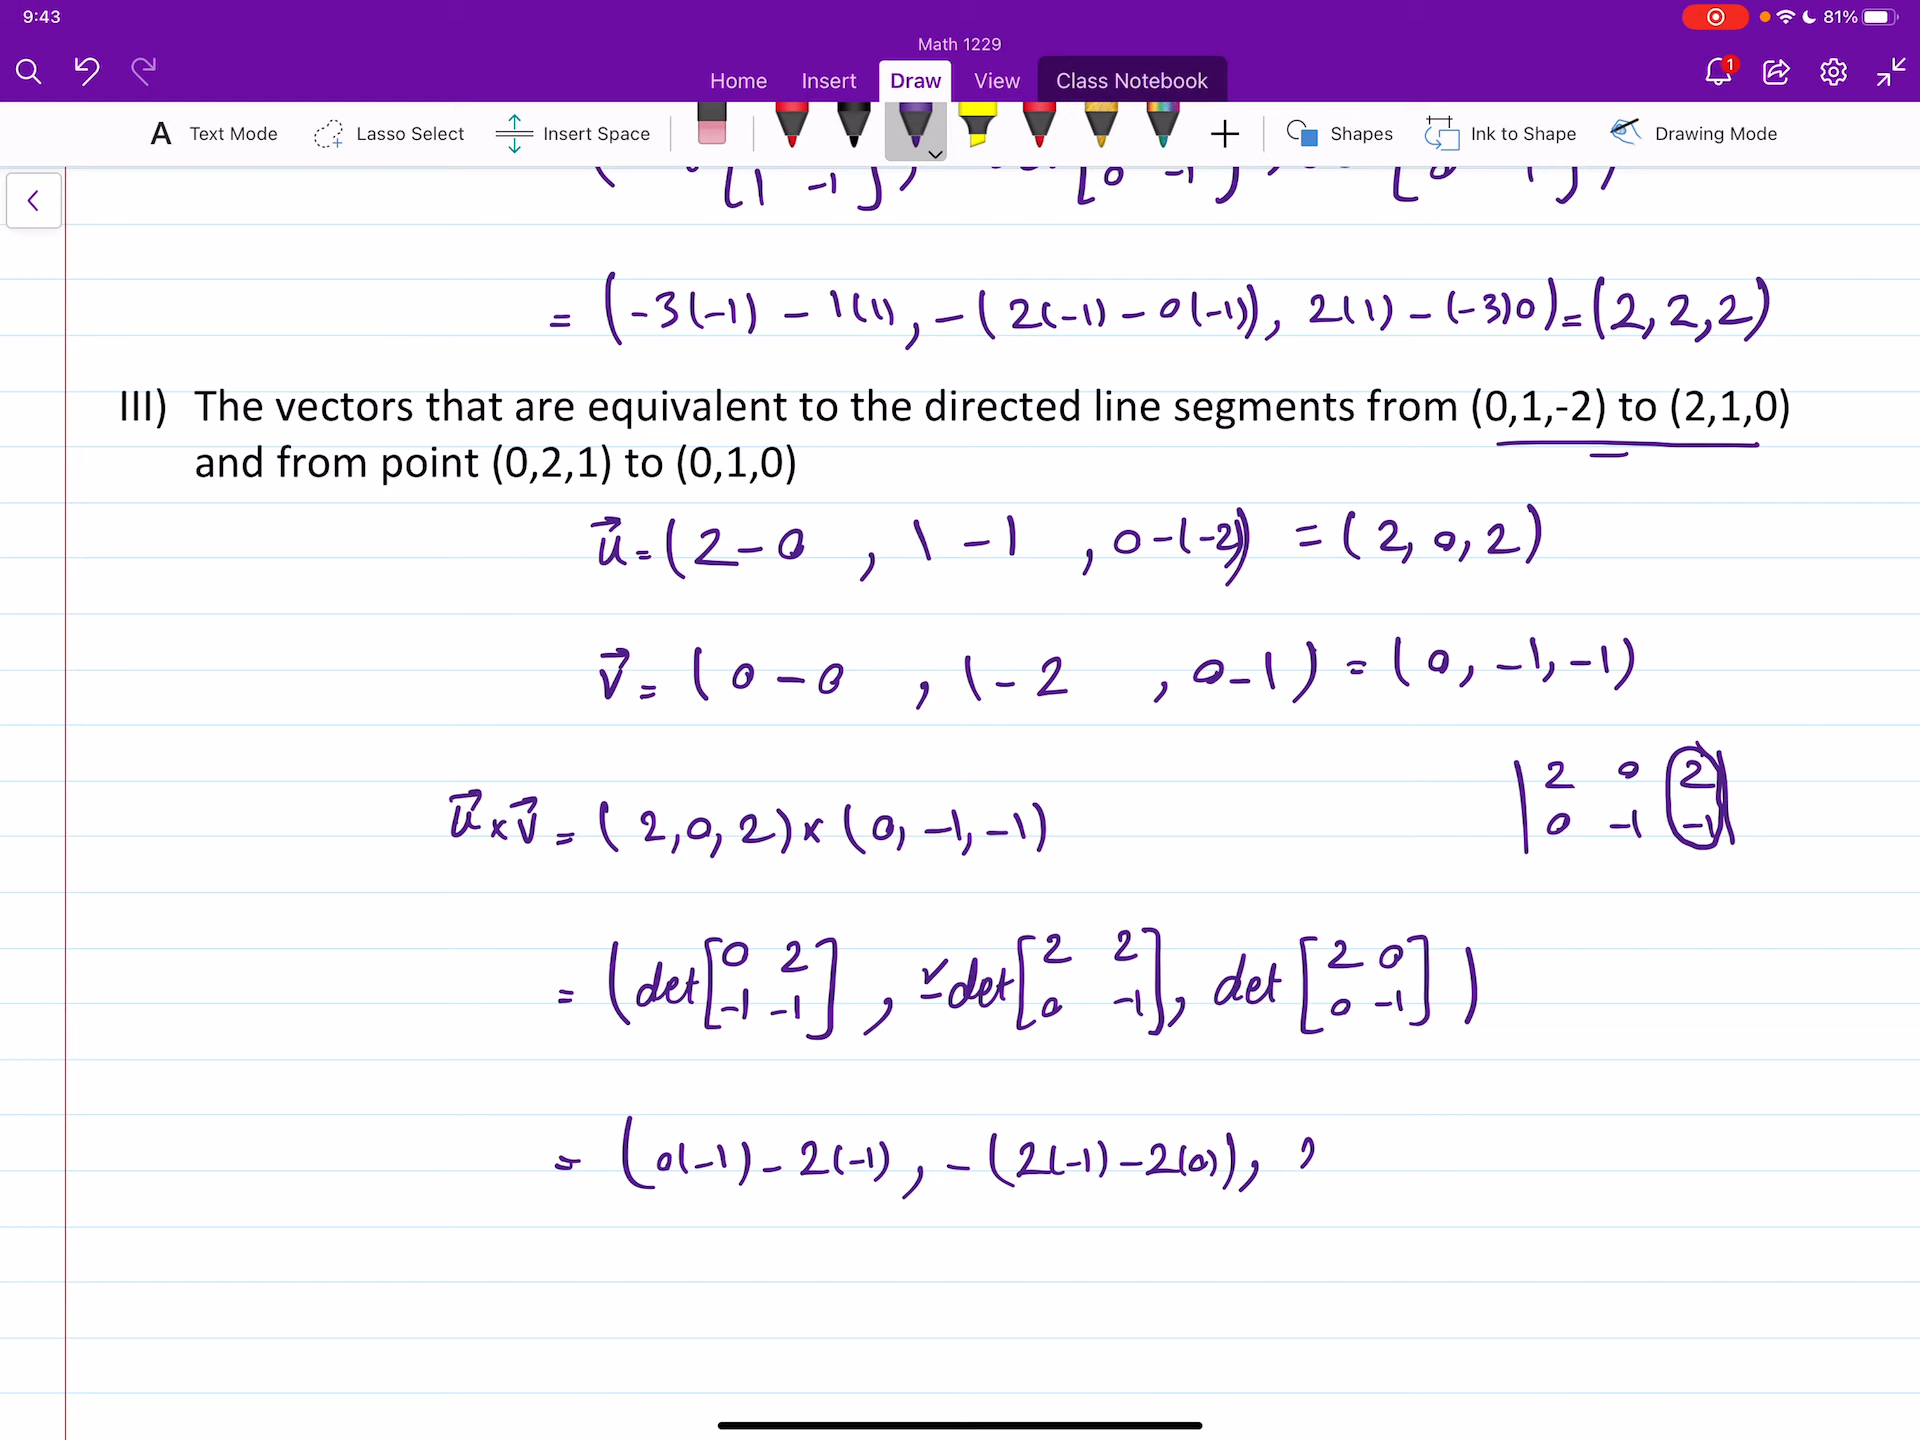 9:43
81%
Math 1229
Home Insert Draw View Class Notebook
1
A Text Mode Lasso Select Insert Space Shapes Ink to Shape Drawing Mode
[1 -1], [0 -1],
= (-3(-1) - 1(1), -(2(-1) - 0(-1)), 2(1) - (-3)0) = (2, 2, 2)
III) The vectors that are equivalent to the directed line segments from (0,1,-2) to (2,1,0)
and from point (0,2,1) to (0,1,0)
u⃗ = (2 - 0 , 1 - 1 , 0 - (-2)) = (2, 0, 2)
v⃗ = (0 - 0 , 1 - 2 , 0 - 1) = (0, -1, -1)
|2 0 2|
|0 -1 -1|
u⃗ × v⃗ = (2, 0, 2) × (0, -1, -1)
= (det [0 2; -1 -1], - det [2 2; 0 -1], det [2 0; 0 -1])
= (0(-1) - 2(-1), -(2(-1) - 2(0)),